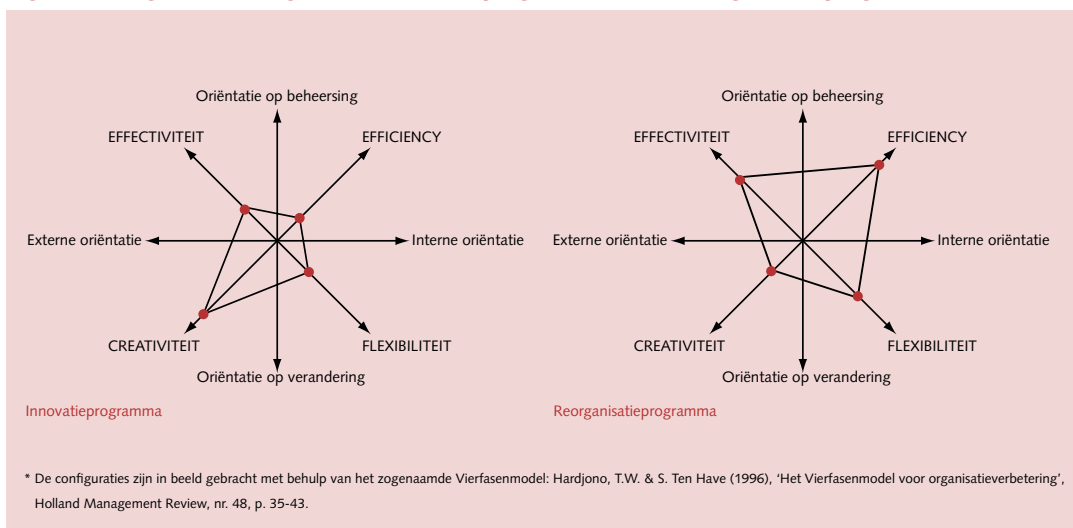 Oriëntatie op beheersing
EFFECTIVITEIT
EFFICIENCY
Externe oriëntatie
Interne oriëntatie
CREATIVITEIT
FLEXIBILITEIT
Oriëntatie op verandering
Innovatieprogramma
Oriëntatie op beheersing
EFFECTIVITEIT
EFFICIENCY
Externe oriëntatie
Interne oriëntatie
CREATIVITEIT
FLEXIBILITEIT
Oriëntatie op verandering
Reorganisatieprogramma
* De configuraties zijn in beeld gebracht met behulp van het zogenaamde Vierfasenmodel: Hardjono, T.W. & S. Ten Have (1996), ‘Het Vierfasenmodel voor organisatieverbetering’,
Holland Management Review, nr. 48, p. 35-43.